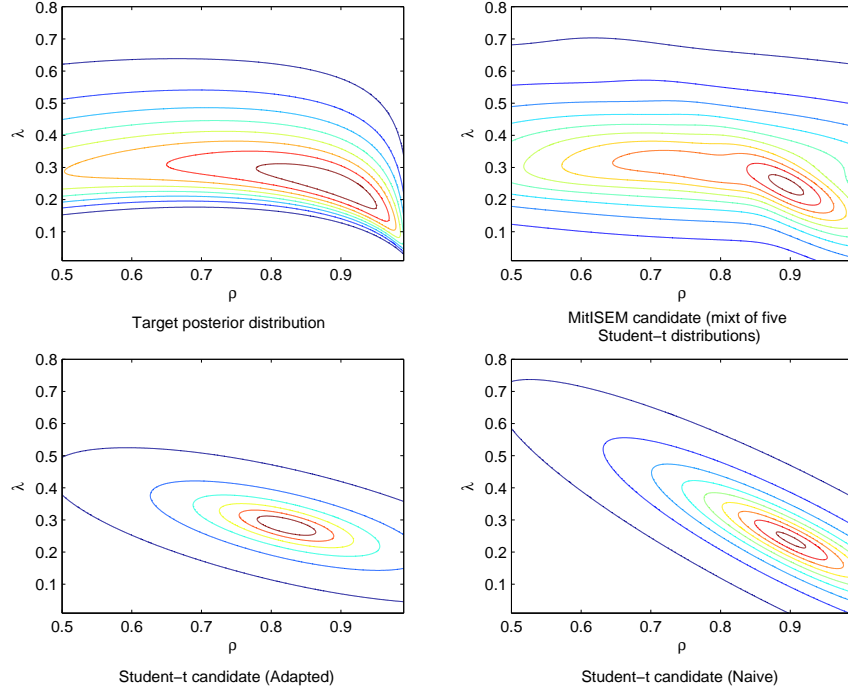 0.8
0.7
0.6
0.5
0.4
0.3
0.2
0.1
λ
0.5 0.6 0.7 0.8 0.9
ρ
Target posterior distribution
0.8
0.7
0.6
0.5
0.4
0.3
0.2
0.1
λ
0.5 0.6 0.7 0.8 0.9
ρ
MitISEM candidate (mixt of five
Student−t distributions)
0.8
0.7
0.6
0.5
0.4
0.3
0.2
0.1
λ
0.5 0.6 0.7 0.8 0.9
ρ
Student−t candidate (Adapted)
0.8
0.7
0.6
0.5
0.4
0.3
0.2
0.1
λ
0.5 0.6 0.7 0.8 0.9
ρ
Student−t candidate (Naive)